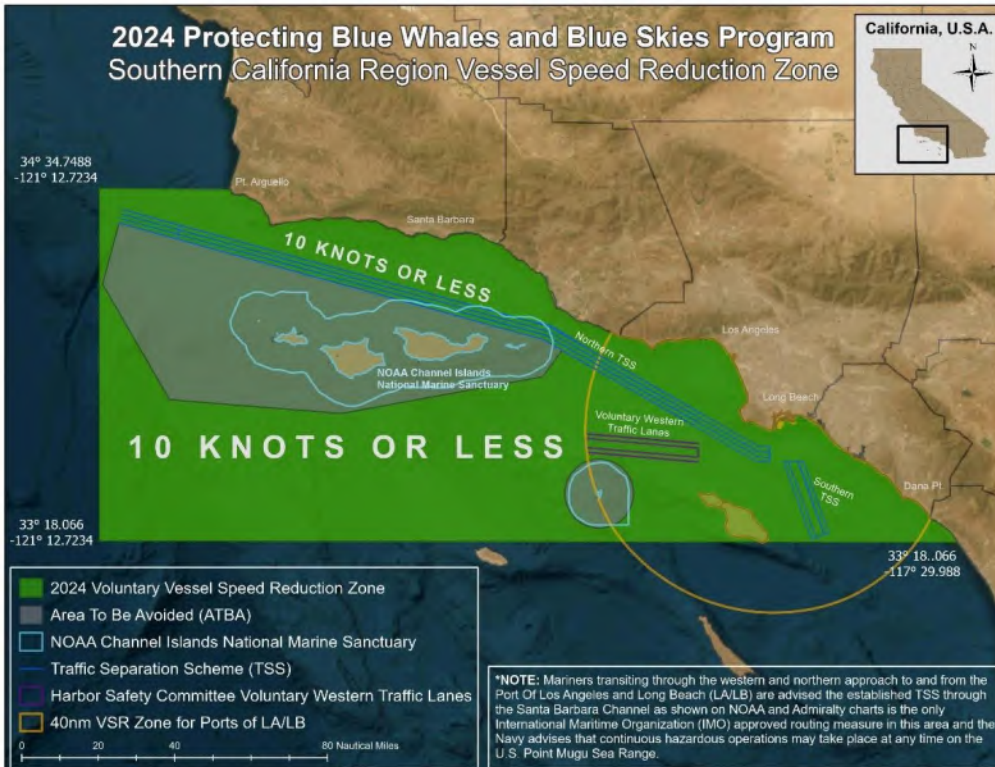 2024 Protecting Blue Whales and Blue Skies Program
Southern California Region Vessel Speed Reduction Zone
California, U.S.A.
N
34° 34.7488
-121° 12.7234
Pt. Arguello
Santa Barbara
10 KNOTS OR LESS
Los Angeles
Northern TSS
NOAA Channel Islands
National Marine Sanctuary
Long Beach
Voluntary Western
Traffic Lanes
10 KNOTS OR LESS
Dana Pt.
Southern
TSS
33° 18.066
-121° 12.7234
33° 18..066
-117° 29.988
2024 Voluntary Vessel Speed Reduction Zone
Area To Be Avoided (ATBA)
NOAA Channel Islands National Marine Sanctuary
Traffic Separation Scheme (TSS)
Harbor Safety Committee Voluntary Western Traffic Lanes
40nm VSR Zone for Ports of LA/LB
0 20 40 80 Nautical Miles
*NOTE: Mariners transiting through the western and northern approach to and from the
Port Of Los Angeles and Long Beach (LA/LB) are advised the established TSS through
the Santa Barbara Channel as shown on NOAA and Admiralty charts is the only
International Maritime Organization (IMO) approved routing measure in this area and the
Navy advises that continuous hazardous operations may take place at any time on the
U.S. Point Mugu Sea Range.